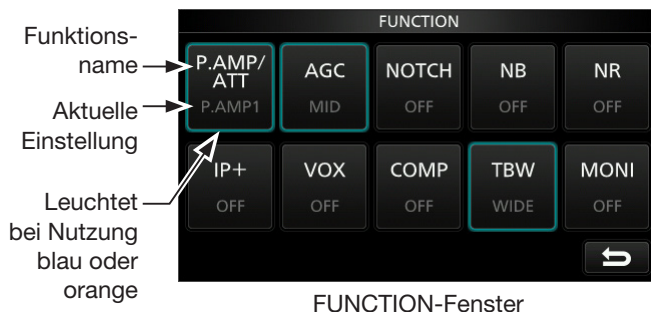 FUNCTION
Funktions-
name
Aktuelle
Einstellung
Leuchtet
bei Nutzung
blau oder
orange
P.AMP/
ATT
P.AMP1
AGC
MID
NOTCH
OFF
NB
OFF
NR
OFF
IP+
OFF
VOX
OFF
COMP
OFF
TBW
WIDE
MONI
OFF
FUNCTION-Fenster